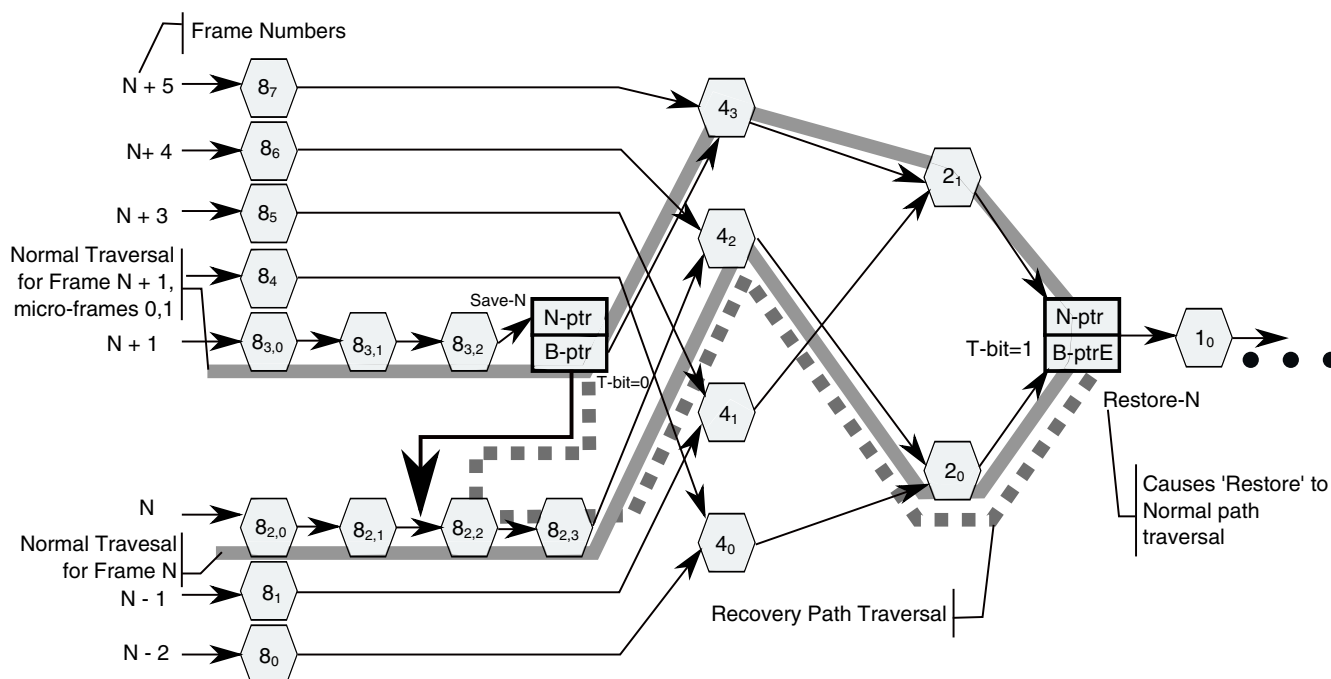 Frame Numbers
N + 5
8₇
4₃
N+ 4
8₆
2₁
N + 3
8₅
4₂
Normal Traversal
for Frame N + 1,
micro-frames 0,1
8₄
Save-N
N-ptr
B-ptr
T-bit=0
N + 1
8₃,₀
8₃,₁
8₃,₂
N-ptr
B-ptrE
T-bit=1
1₀
Restore-N
4₁
2₀
Causes 'Restore' to
Normal path
traversal
N
8₂,₀
8₂,₁
8₂,₂
8₂,₃
4₀
Normal Travesal
for Frame N
N - 1
8₁
Recovery Path Traversal
N - 2
8₀